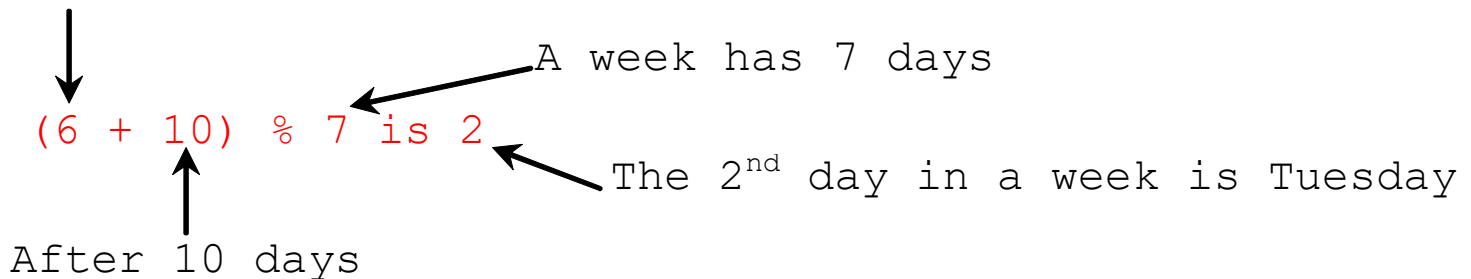 A week has 7 days
(6 + 10) % 7 is 2
The 2nd day in a week is Tuesday
After 10 days